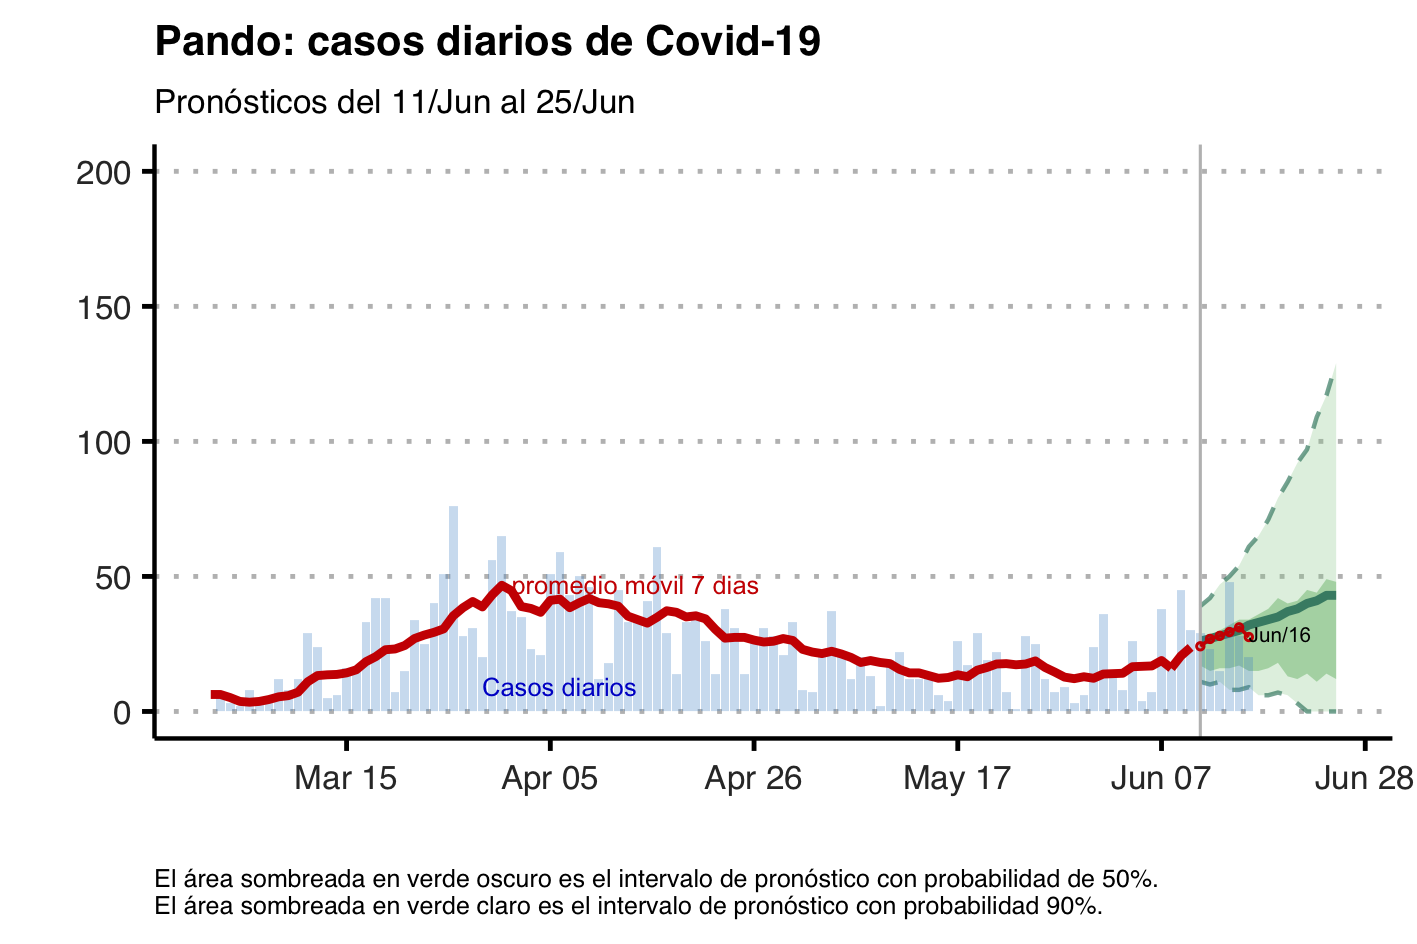 Pando: casos diarios de Covid-19
Pronósticos del 11/Jun al 25/Jun
200
150
100
50
0
promedio móvil 7 dias
Casos diarios
Jun/16
Mar 15
Apr 05
Apr 26
May 17
Jun 07
Jun 28
El área sombreada en verde oscuro es el intervalo de pronóstico con probabilidad de 50%.
El área sombreada en verde claro es el intervalo de pronóstico con probabilidad 90%.